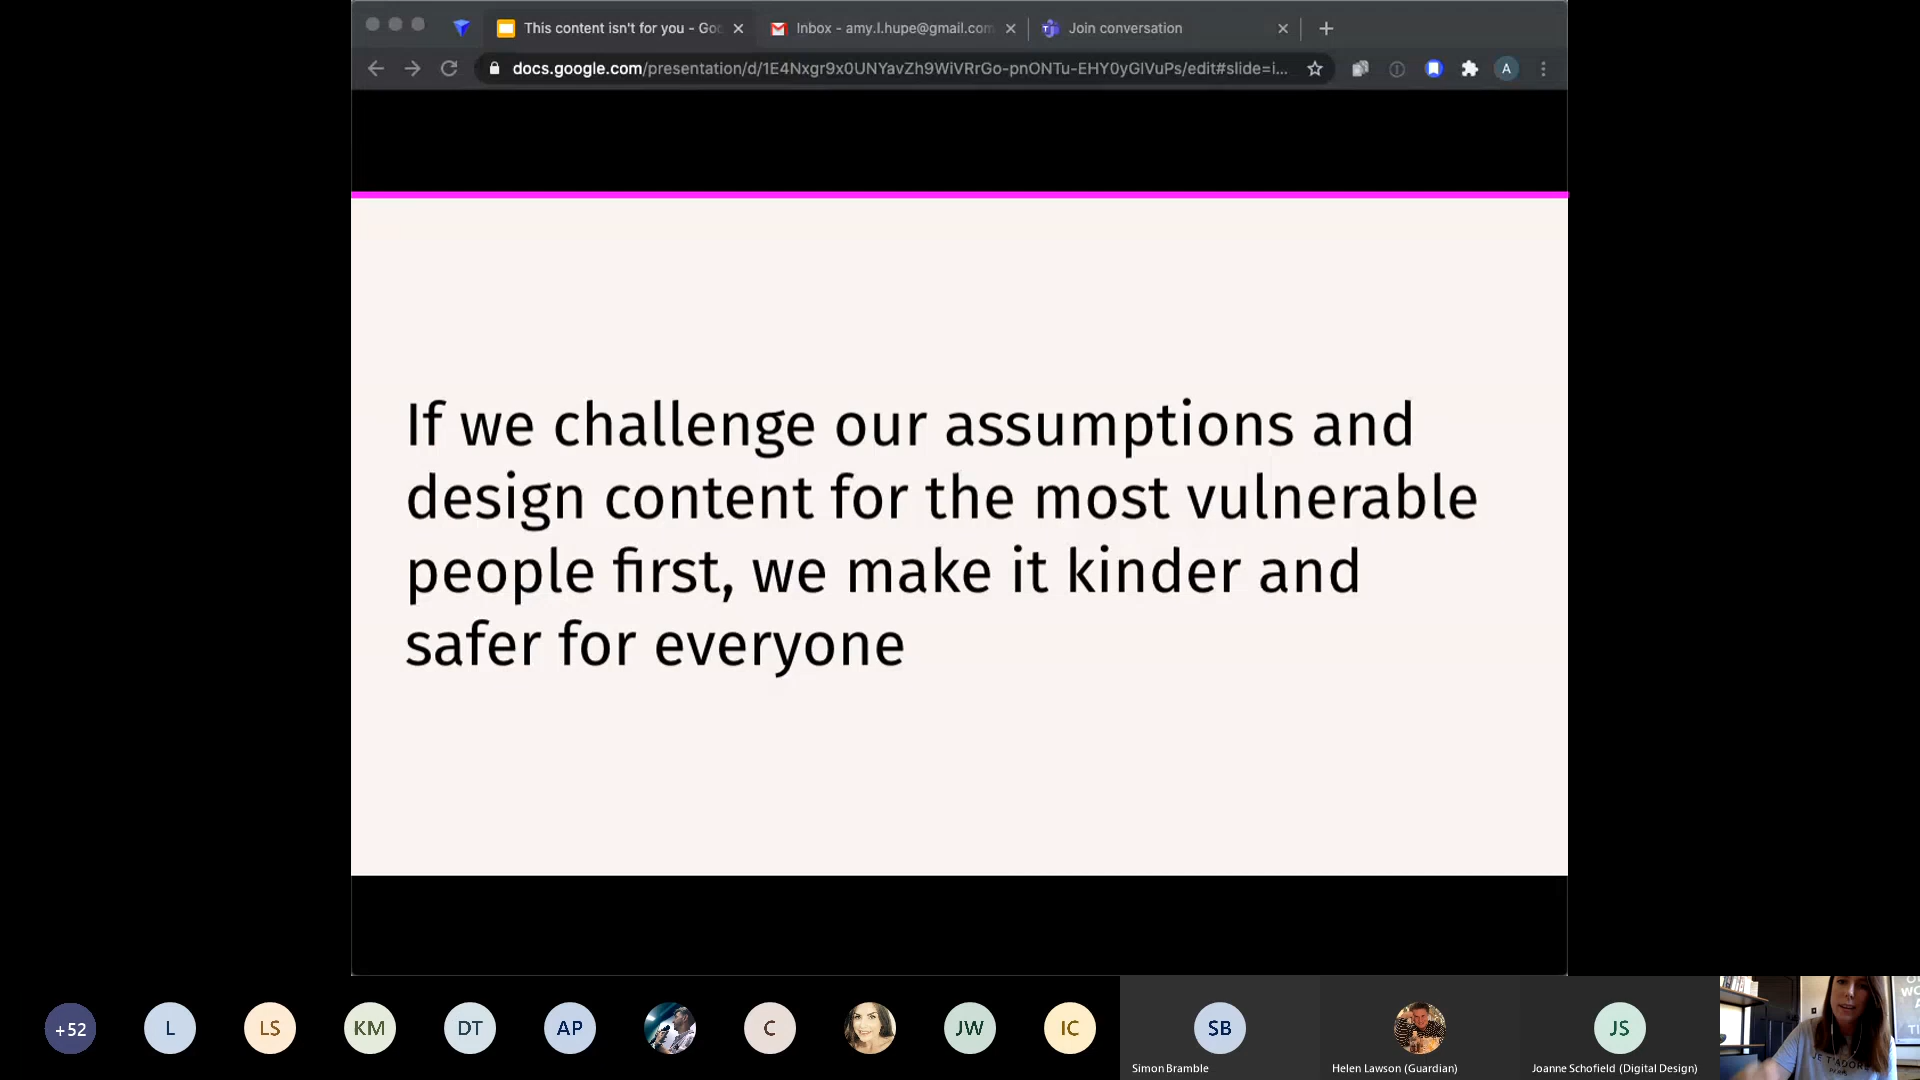 This content isn't for you - Goo
Inbox - amy.l.hupe@gmail.com
Join conversation
docs.google.com/presentation/d/1E4Nxgr9x0UNYavZh9WiVRrGo-pnONTu-EHY0yGlVuPs/edit#slide=i...
A
If we challenge our assumptions and
design content for the most vulnerable
people first, we make it kinder and
safer for everyone
+52
L
LS
KM
DT
AP
C
JW
IC
SB
JS
Simon Bramble
Helen Lawson (Guardian)
Joanne Schofield (Digital Design)